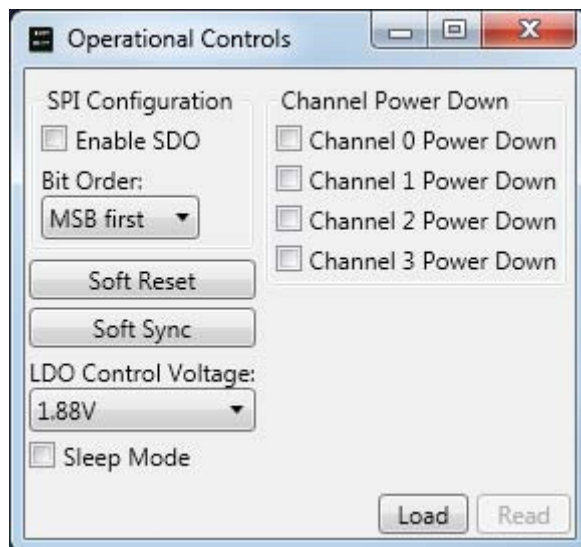 Operational Controls
SPI Configuration
Enable SDO
Bit Order:
MSB first
Soft Reset
Soft Sync
LDO Control Voltage:
1.88V
Sleep Mode
Channel Power Down
Channel 0 Power Down
Channel 1 Power Down
Channel 2 Power Down
Channel 3 Power Down
Load
Read